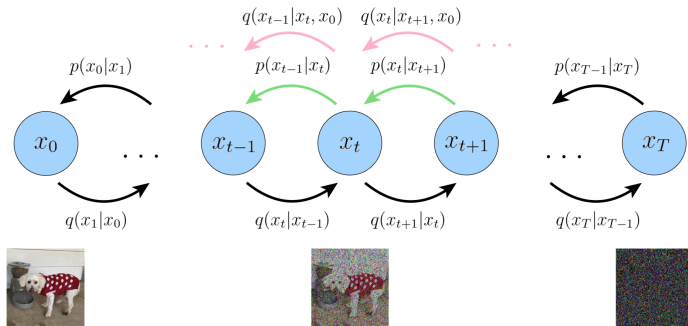 q(x_{t−1}|x_t, x_0) q(x_t|x_{t+1}, x_0)
. . . . . .
p(x_0|x_1) p(x_{t−1}|x_t) p(x_t|x_{t+1}) p(x_{T−1}|x_T)
x_0 . . . x_{t−1} x_t x_{t+1} . . . x_T
q(x_1|x_0) q(x_t|x_{t−1}) q(x_{t+1}|x_t) q(x_T|x_{T−1})